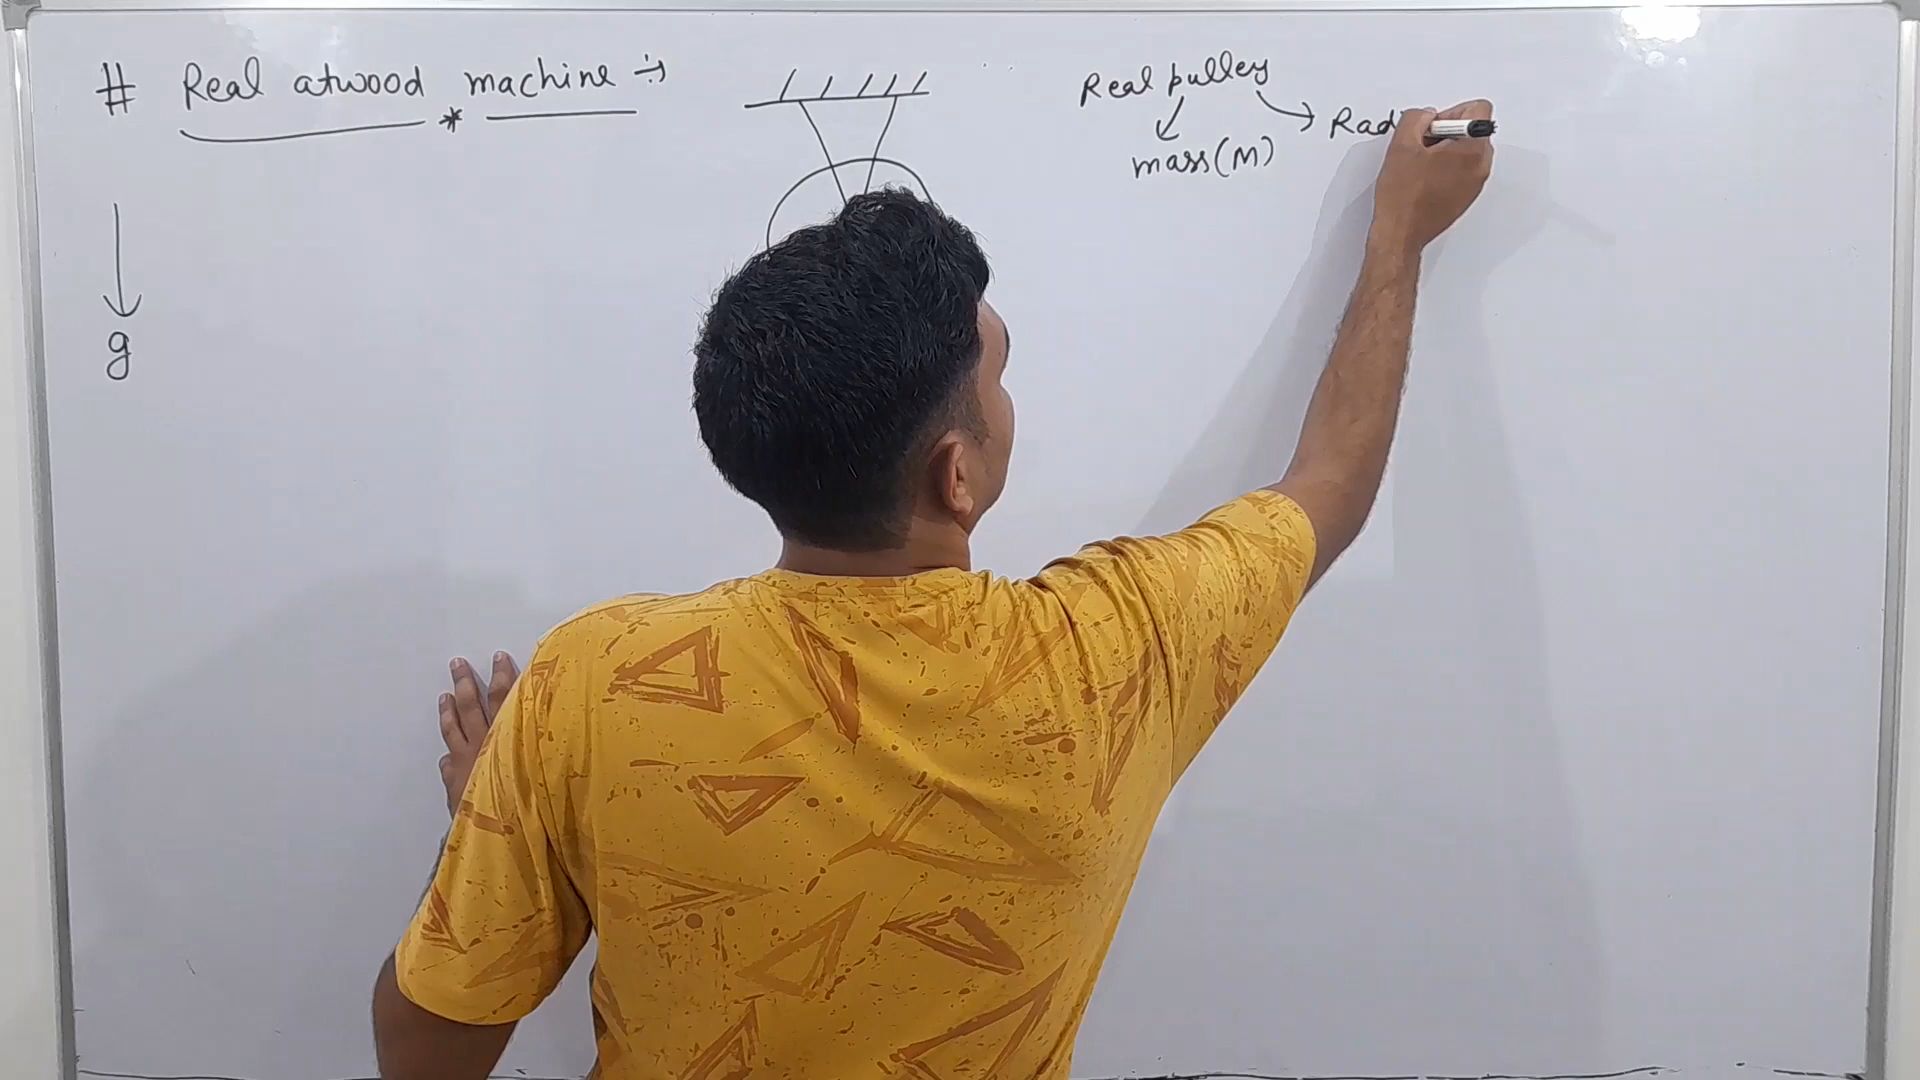 # Real atwood * machine :→
Real pulley
mass(M) Rad
g